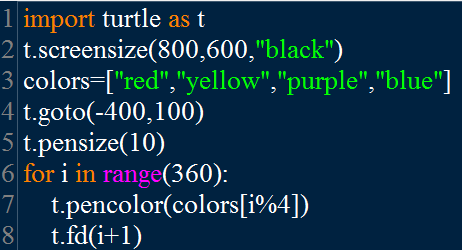 1 import turtle as t
2 t.screensize(800,600,"black")
3 colors=["red","yellow","purple","blue"]
4 t.goto(-400,100)
5 t.pensize(10)
6 for i in range(360):
7     t.pencolor(colors[i%4])
8     t.fd(i+1)